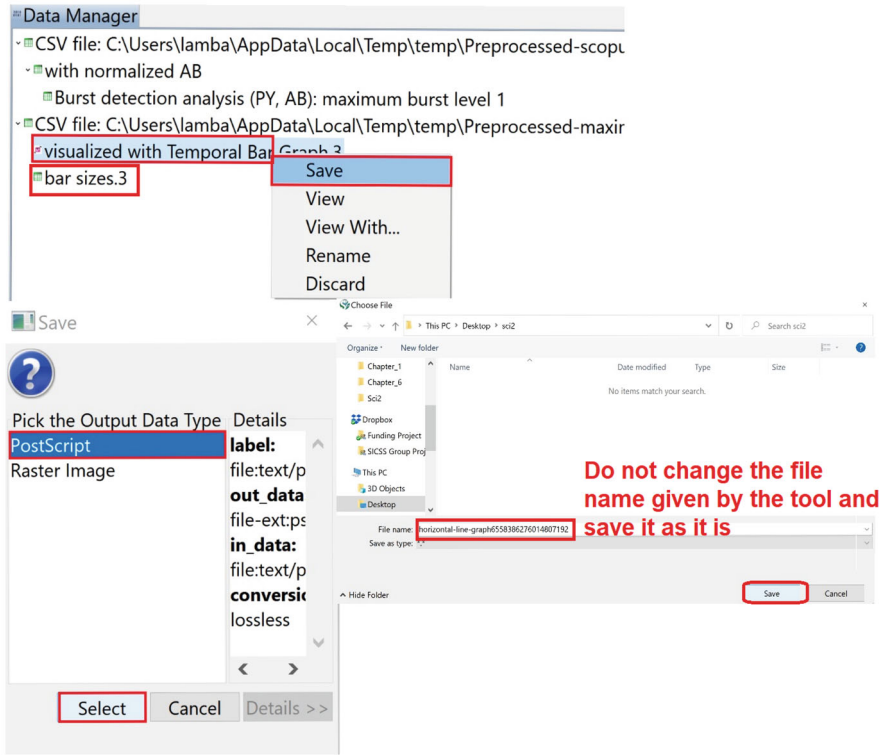 Data Manager
CSV file: C:\Users\lamba\AppData\Local\Temp\temp\Preprocessed-scopu
with normalized AB
Burst detection analysis (PY, AB): maximum burst level 1
CSV file: C:\Users\lamba\AppData\Local\Temp\temp\Preprocessed-maxir
visualized with Temporal Bar Graph.3
bar sizes.3
Save
View
View With...
Rename
Discard
Save
Pick the Output Data Type
PostScript
Raster Image
Details
label:
file:text/p
out_data
file-ext:ps
in_data:
file:text/p
conversic
lossless
Select
Cancel
Details >>
Choose File
This PC > Desktop > sci2
Search sci2
Organize
New folder
Chapter_1
Chapter_6
Sci2
Dropbox
Funding Project
SICSS Group Proj
This PC
3D Objects
Desktop
Name
Date modified
Type
Size
No items match your search.
Do not change the file
name given by the tool and
save it as it is
File name: horizontal-line-graph6558386276014807192
Save as type: *.*
Hide Folder
Save
Cancel